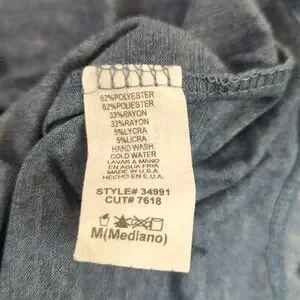 62%POLYESTER
62%POLIESTER
33%RAYON
33%RAYON
5%LYCRA
5%LICRA
HAND WASH
COLD WATER
LAVAR A MANO
EN AGUA FRIA
MADE IN U.S.A
HECHO EN E.U.A.
STYLE# 34991
CUT# 7618
M(Mediano)